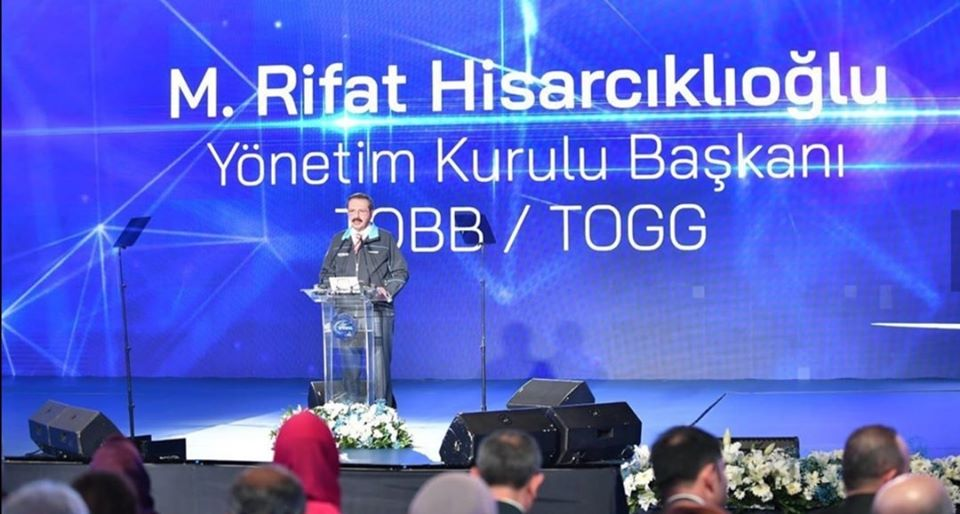 M. Rifat Hisarcıklıoğlu
Yönetim Kurulu Başkanı
TOBB / TOGG